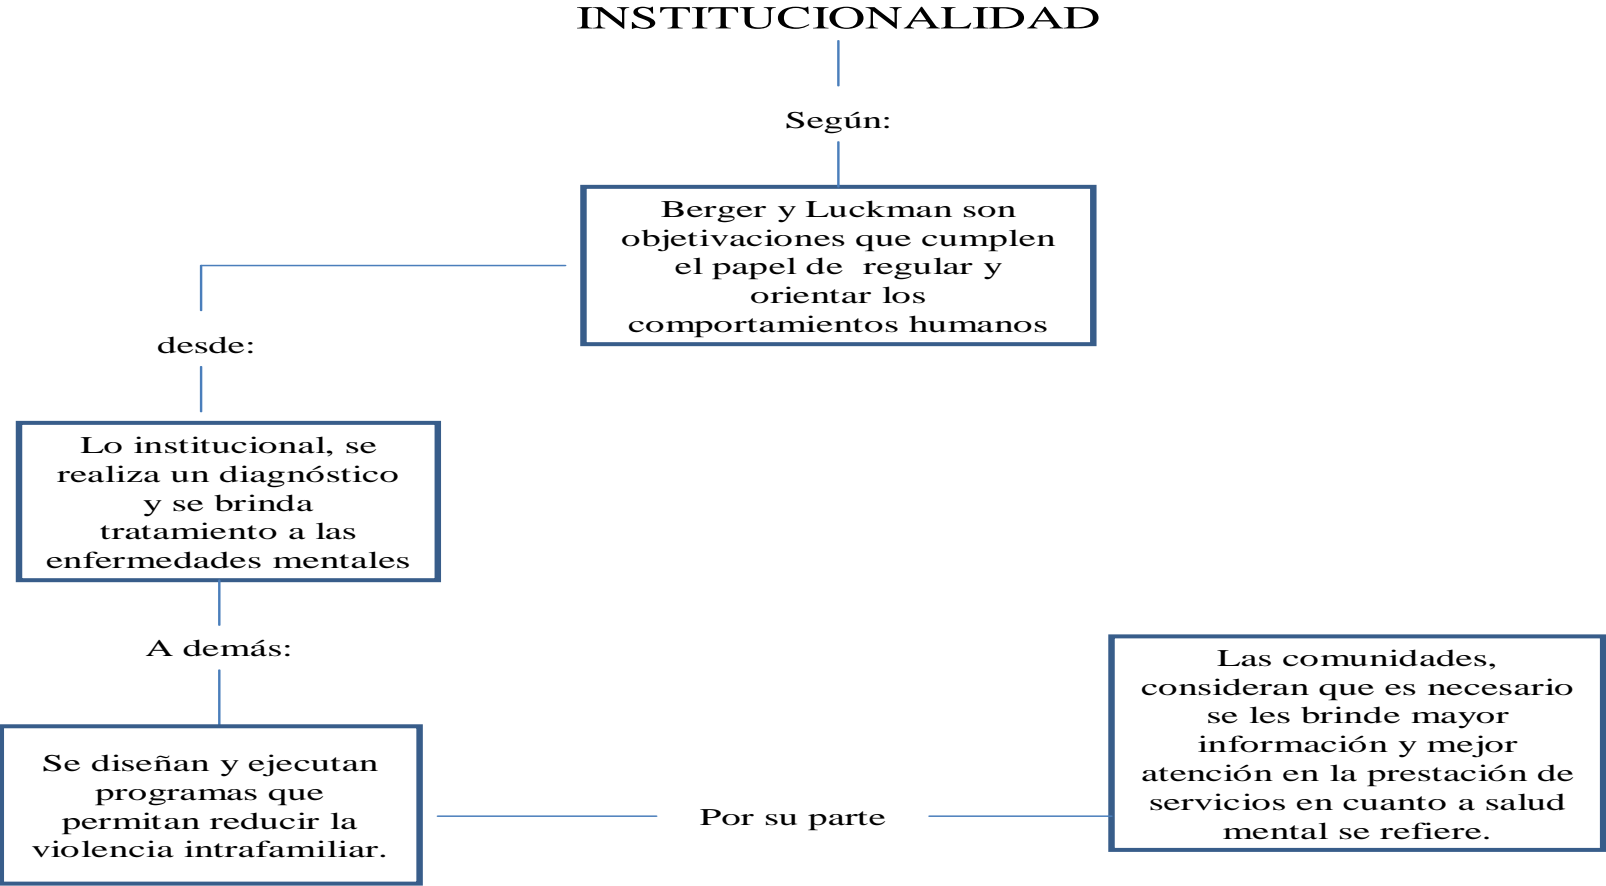 INSTITUCIONALIDAD
Según:
Berger y Luckman son
objetivaciones que cumplen
el papel de regular y
orientar los
comportamientos humanos
desde:
Lo institucional, se
realiza un diagnóstico
y se brinda
tratamiento a las
enfermedades mentales
A demás:
Se diseñan y ejecutan
programas que
permitan reducir la
violencia intrafamiliar.
Por su parte
Las comunidades,
consideran que es necesario
se les brinde mayor
información y mejor
atención en la prestación de
servicios en cuanto a salud
mental se refiere.